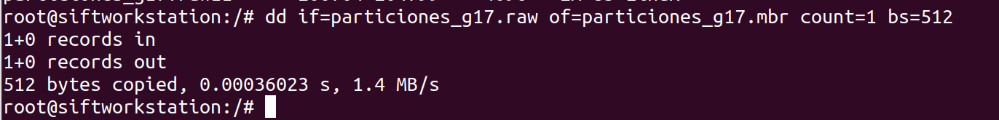 root@siftworkstation:/# dd if=particiones_g17.raw of=particiones_g17.mbr count=1 bs=512
1+0 records in
1+0 records out
512 bytes copied, 0.00036023 s, 1.4 MB/s
root@siftworkstation:/#